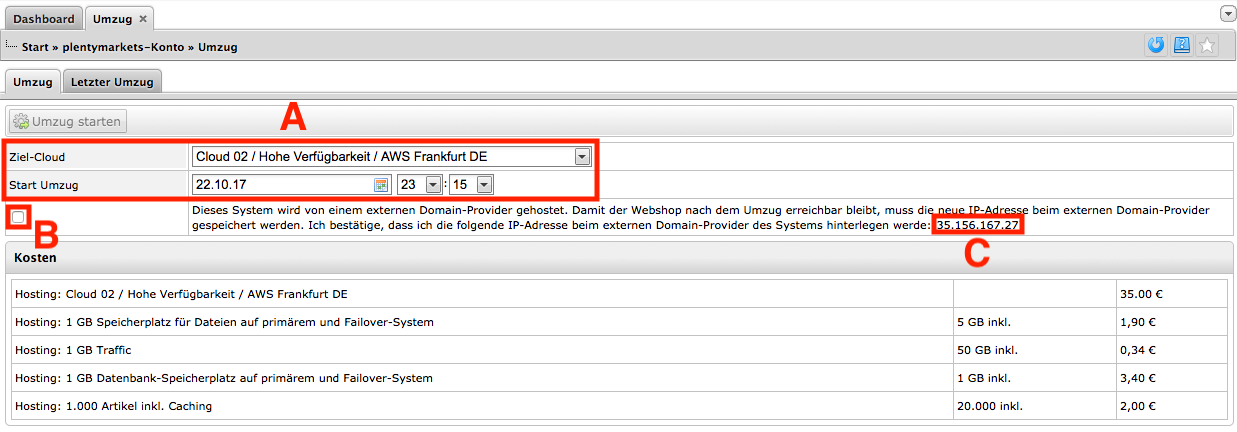 Dashboard Umzug
Start » plentymarkets-Konto » Umzug
Umzug Letzter Umzug
Umzug starten
A
Ziel-Cloud Cloud 02 / Hohe Verfügbarkeit / AWS Frankfurt DE
Start Umzug 22.10.17 23 : 15
Dieses System wird von einem externen Domain-Provider gehostet. Damit der Webshop nach dem Umzug erreichbar bleibt, muss die neue IP-Adresse beim externen Domain-Provider
gespeichert werden. Ich bestätige, dass ich die folgende IP-Adresse beim externen Domain-Provider des Systems hinterlegen werde: 35.156.167.27
B
C
Kosten
Hosting: Cloud 02 / Hohe Verfügbarkeit / AWS Frankfurt DE 35.00 €
Hosting: 1 GB Speicherplatz für Dateien auf primärem und Failover-System 5 GB inkl. 1,90 €
Hosting: 1 GB Traffic 50 GB inkl. 0,34 €
Hosting: 1 GB Datenbank-Speicherplatz auf primärem und Failover-System 1 GB inkl. 3,40 €
Hosting: 1.000 Artikel inkl. Caching 20.000 inkl. 2,00 €